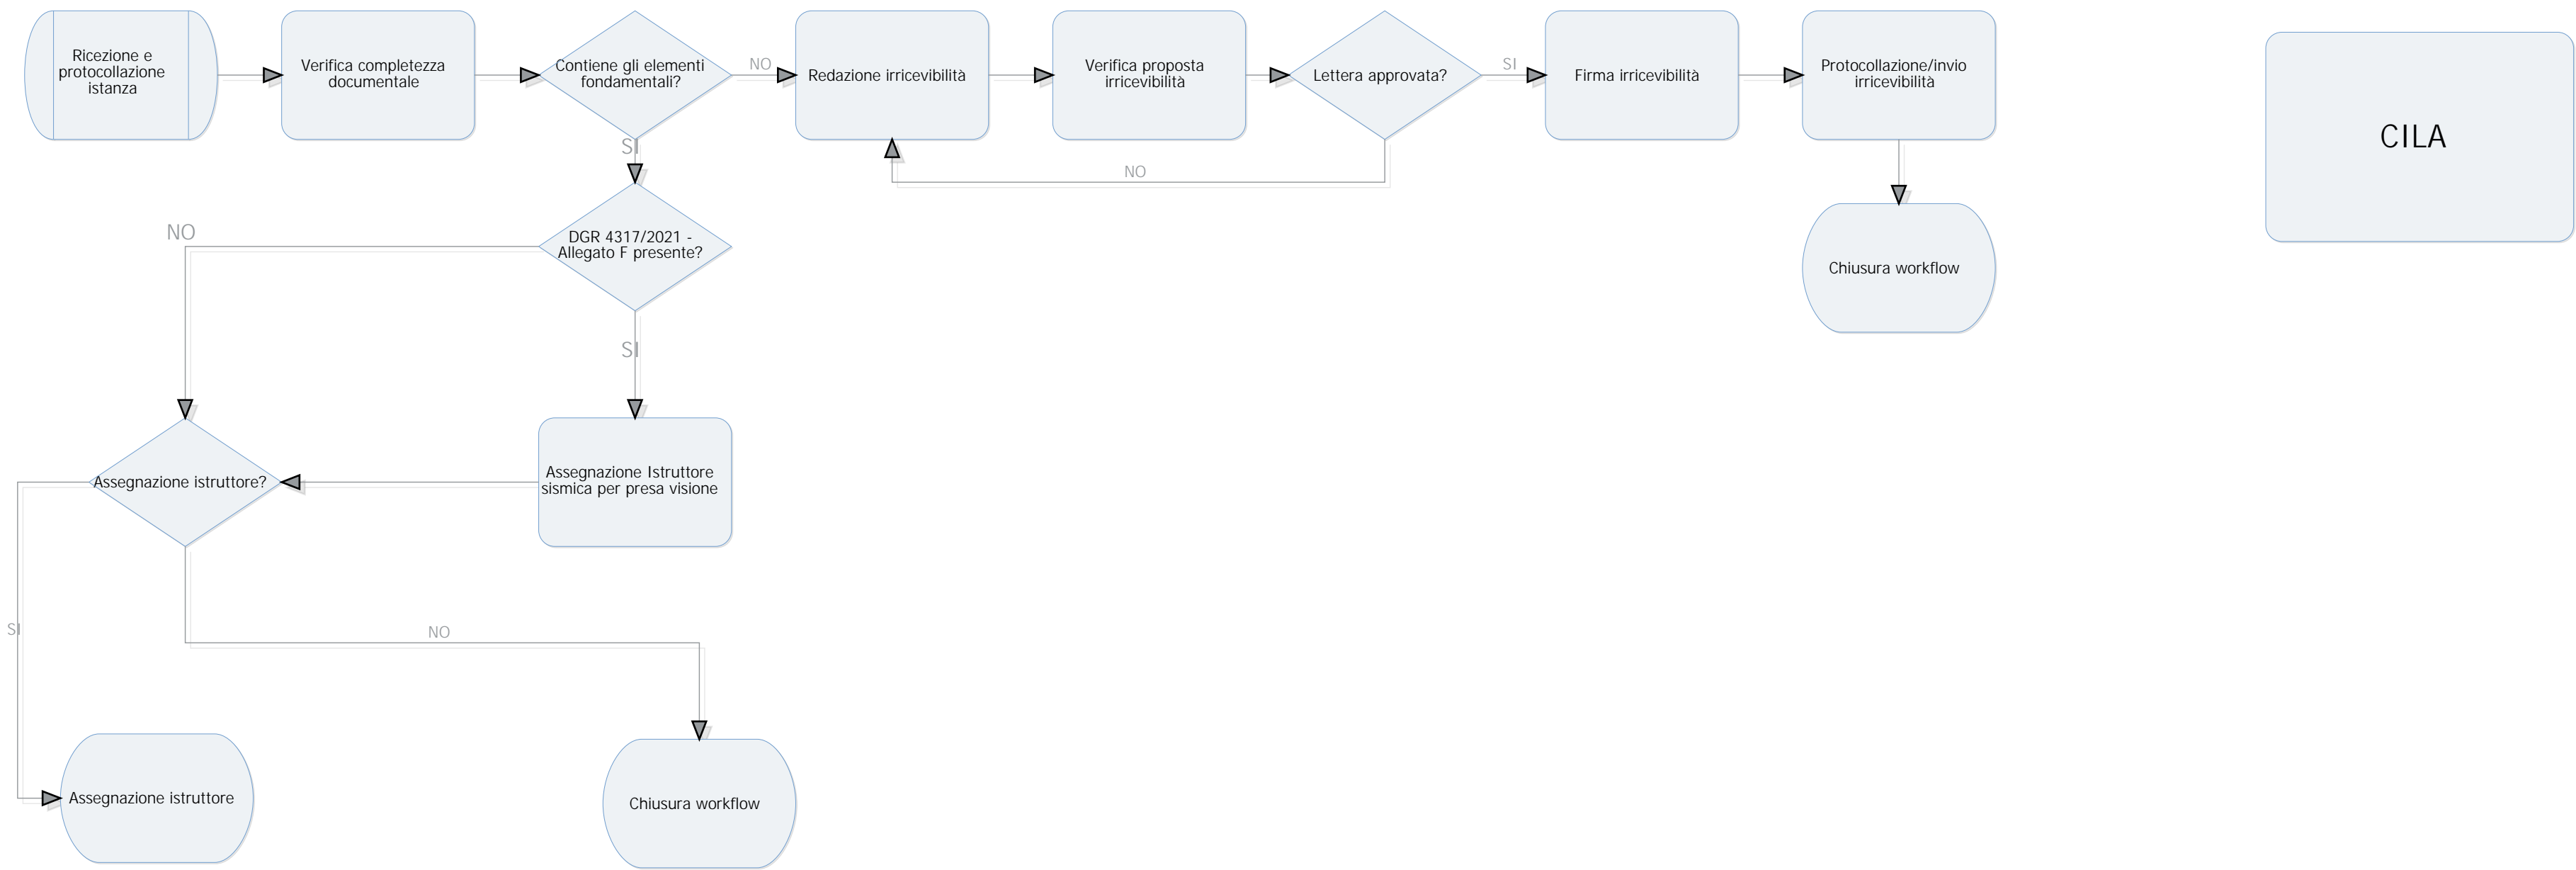 Ricezione e
protocollazione
istanza
Verifica completezza
documentale
Contiene gli elementi
fondamentali?
NO
Redazione irricevibilità
Verifica proposta
irricevibilità
Lettera approvata?
SI
Firma irricevibilità
Protocollazione/invio
irricevibilità
CILA
SI
NO
NO
DGR 4317/2021 -
Allegato F presente?
Chiusura workflow
SI
Assegnazione istruttore?
Assegnazione Istruttore
sismica per presa visione
SI
NO
Assegnazione istruttore
Chiusura workflow